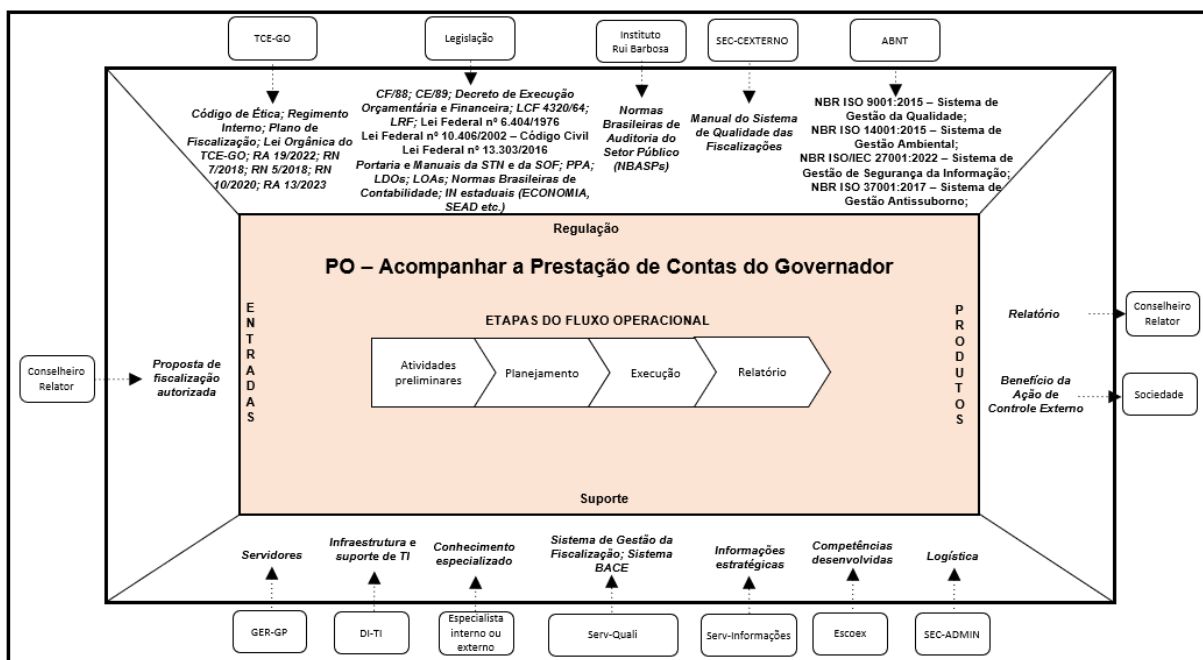 TCE-GO
Legislação
Instituto
Rui Barbosa
SEC-CEXTERNO
ABNT
Código de Ética; Regimento
Interno; Plano de
Fiscalização; Lei Orgânica do
TCE-GO; RA 19/2022; RN
7/2018; RN 5/2018; RN
10/2020; RA 13/2023
CF/88; CE/89; Decreto de Execução
Orçamentária e Financeira; LCF 4320/64;
LRF; Lei Federal nº 6.404/1976
Lei Federal nº 10.406/2002 – Código Civil
Lei Federal nº 13.303/2016
Portaria e Manuais da STN e da SOF; PPA;
LDOs; LOAs; Normas Brasileiras de
Contabilidade; IN estaduais (ECONOMIA,
SEAD etc.)
Normas
Brasileiras de
Auditoria do
Setor Público
(NBASPs)
Manual do Sistema
de Qualidade das
Fiscalizações
NBR ISO 9001:2015 – Sistema de
Gestão da Qualidade;
NBR ISO 14001:2015 – Sistema de
Gestão Ambiental;
NBR ISO/IEC 27001:2022 – Sistema de
Gestão de Segurança da Informação;
NBR ISO 37001:2017 – Sistema de
Gestão Antissuborno;
Regulação
PO – Acompanhar a Prestação de Contas do Governador
ENTRADAS
ETAPAS DO FLUXO OPERACIONAL
PRODUTOS
Conselheiro
Relator
Proposta de
fiscalização
autorizada
Atividades
preliminares
Planejamento
Execução
Relatório
Relatório
Conselheiro
Relator
Benefício da
Ação de
Controle Externo
Sociedade
Suporte
Servidores
Infraestrutura e
suporte de TI
Conhecimento
especializado
Sistema de Gestão da
Fiscalização; Sistema
BACE
Informações
estratégicas
Competências
desenvolvidas
Logística
GER-GP
DI-TI
Especialista
interno ou
externo
Serv-Quali
Serv-Informações
Escoex
SEC-ADMIN